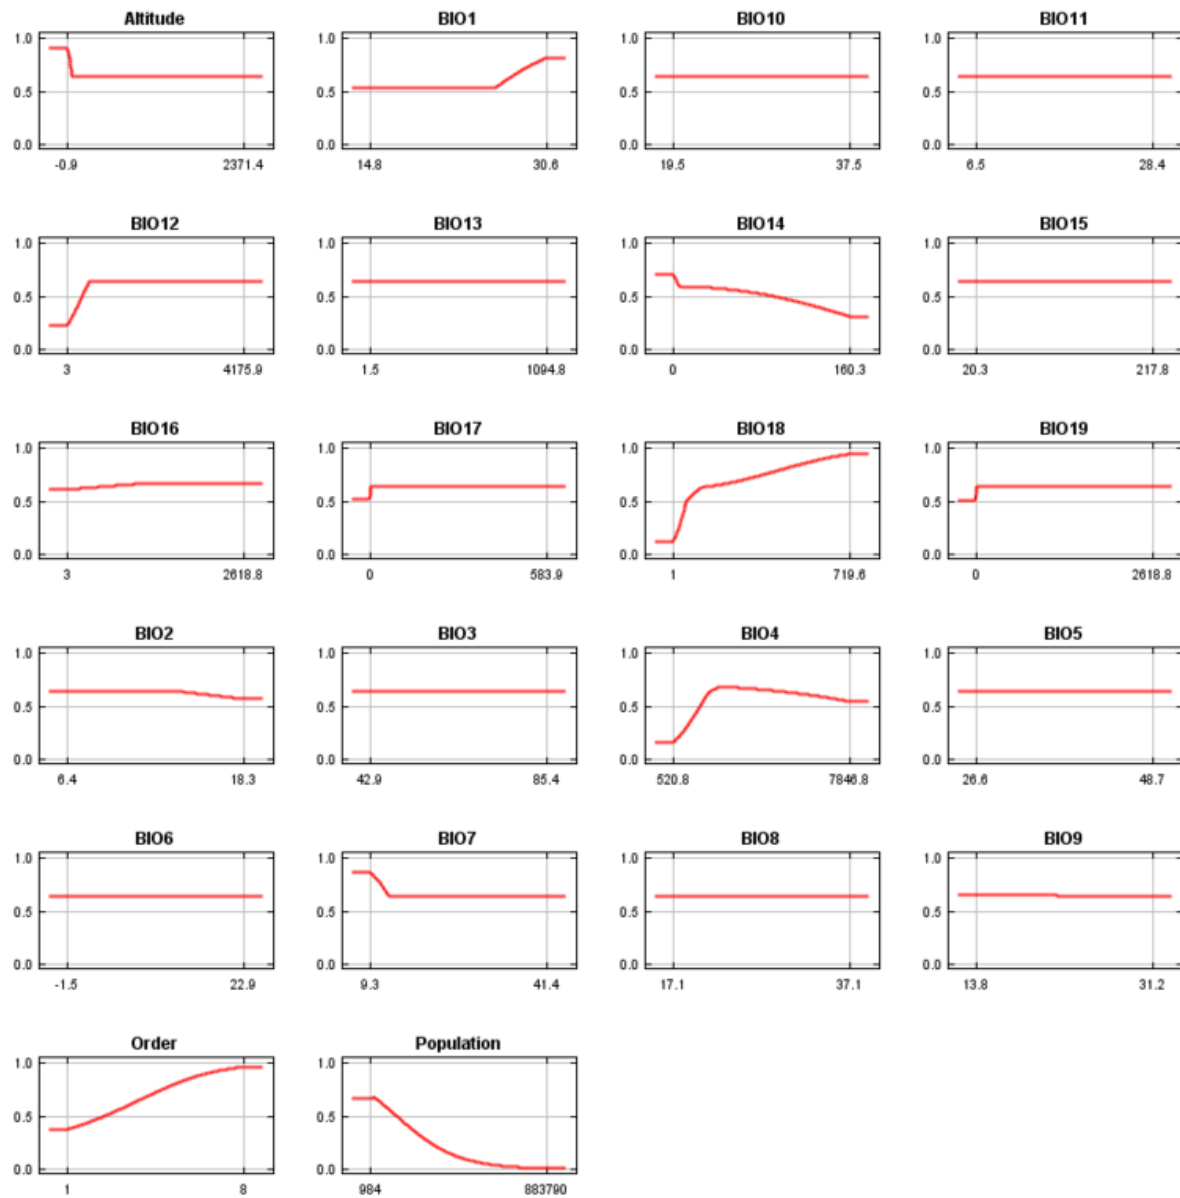 Altitude BIO1 BIO10 BIO11
1.0 1.0 1.0 1.0
0.5 0.5 0.5 0.5
0.0 0.0 0.0 0.0
-0.9 2371.4 14.8 30.6 19.5 37.5 6.5 28.4
BIO12 BIO13 BIO14 BIO15
1.0 1.0 1.0 1.0
0.5 0.5 0.5 0.5
0.0 0.0 0.0 0.0
3 4175.9 1.5 1094.8 0 160.3 20.3 217.8
BIO16 BIO17 BIO18 BIO19
1.0 1.0 1.0 1.0
0.5 0.5 0.5 0.5
0.0 0.0 0.0 0.0
3 2618.8 0 583.9 1 719.6 0 2618.8
BIO2 BIO3 BIO4 BIO5
1.0 1.0 1.0 1.0
0.5 0.5 0.5 0.5
0.0 0.0 0.0 0.0
6.4 18.3 42.9 85.4 520.8 7846.8 26.6 48.7
BIO6 BIO7 BIO8 BIO9
1.0 1.0 1.0 1.0
0.5 0.5 0.5 0.5
0.0 0.0 0.0 0.0
-1.5 22.9 9.3 41.4 17.1 37.1 13.8 31.2
Order Population
1.0 1.0
0.5 0.5
0.0 0.0
1 8 984 883790